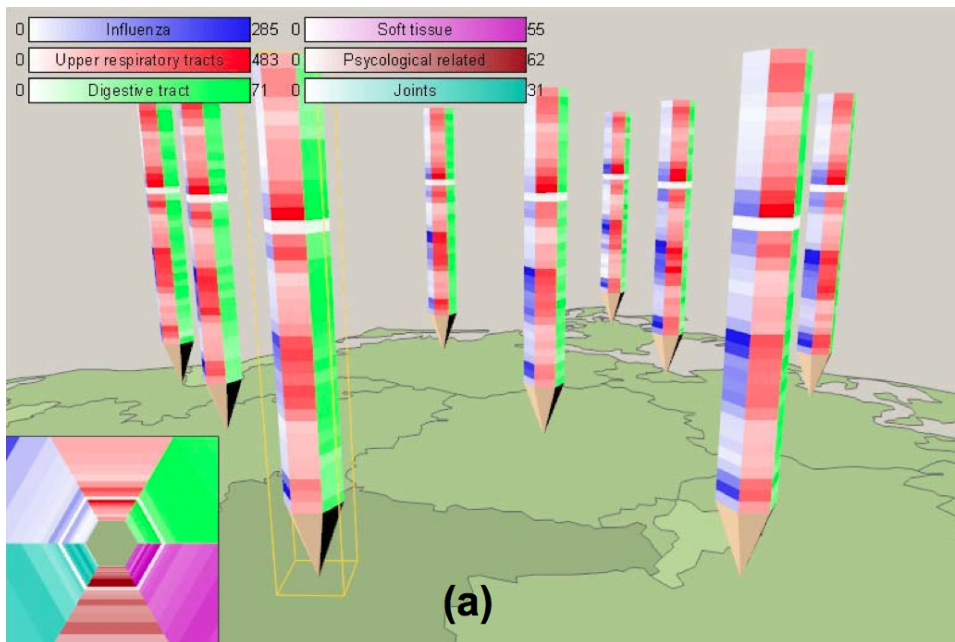 0 Influenza 285 0 Soft tissue 55
0 Upper respiratory tracts 483 0 Psycological related 62
0 Digestive tract 71 0 Joints 31
(a)